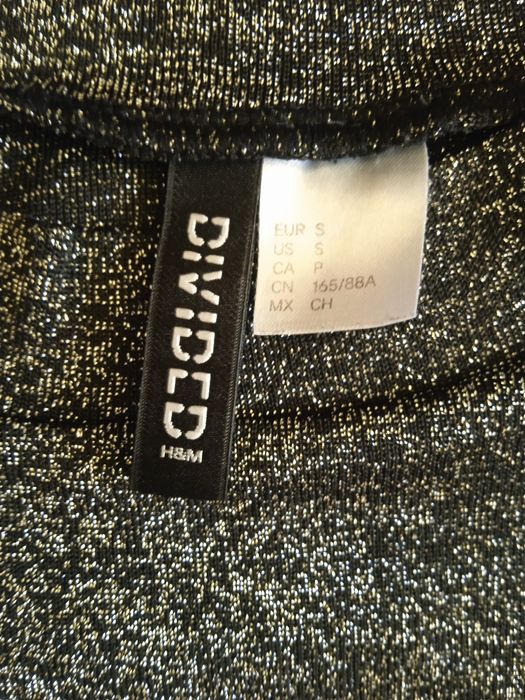 DIVIDED
H&M
EUR S
US S
CA P
CN 165/88A
MX CH